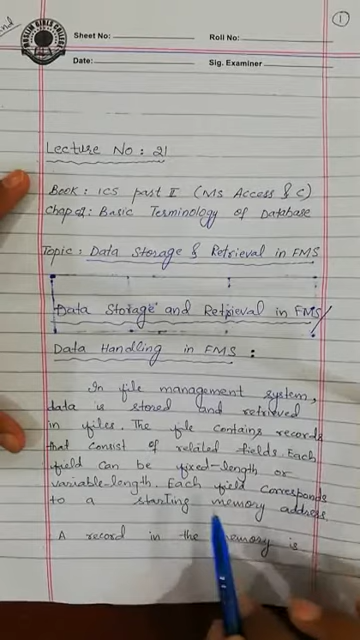 1
Sheet No:
Roll No:
Date:
Sig. Examiner
Lecture No : 21
Book : ICS part II (MS Access & C)
Chap 2: Basic Terminology of Database
Topic : Data Storage & Retrieval in FMS.
Data Storage and Retrieval in FMS/
Data Handling in FMS :
In file management system,
data is stored and retrieved
in files. The file contains records
that consist of related fields. Each
field can be fixed-length or
variable-length. Each field corresponds
to a starting memory address.
A record in the memory is